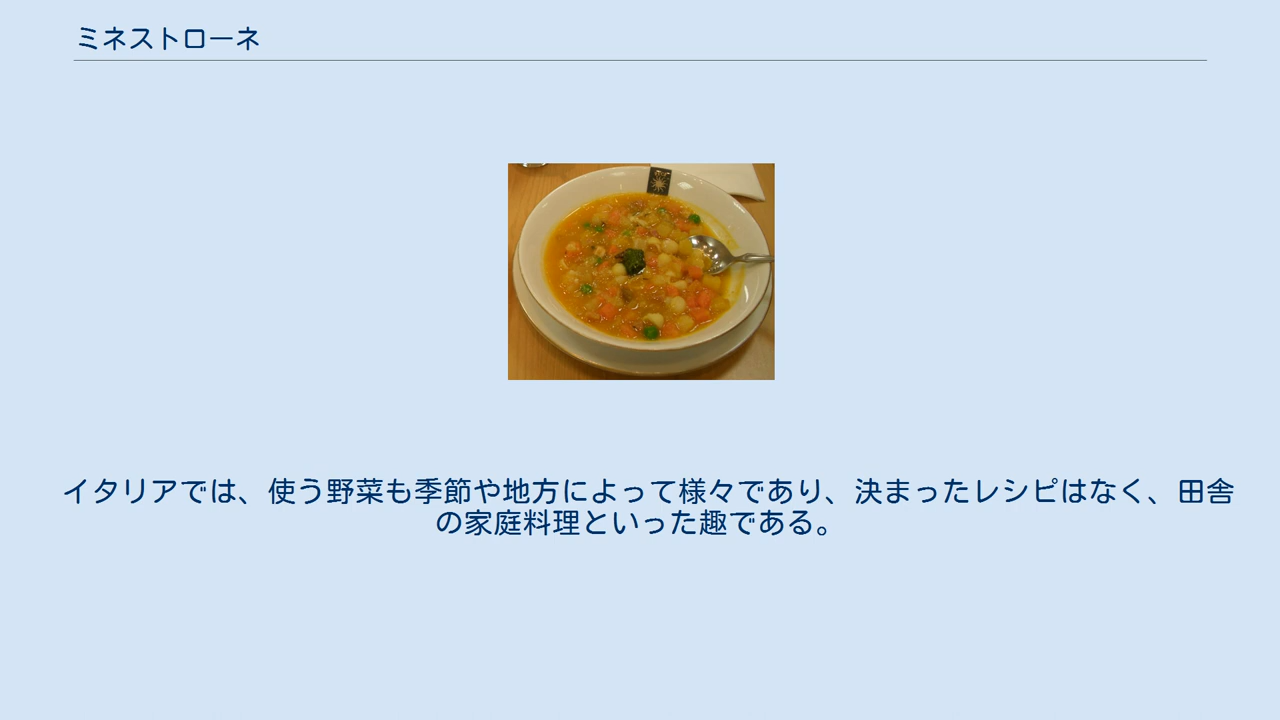 ミネストローネ
イタリアでは、使う野菜も季節や地方によって様々であり、決まったレシピはなく、田舎
の家庭料理といった趣である。